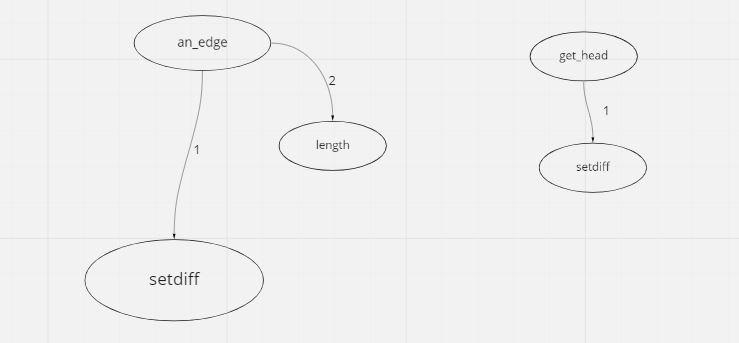 an_edge
get_head
2
1
length
1
setdiff
setdiff